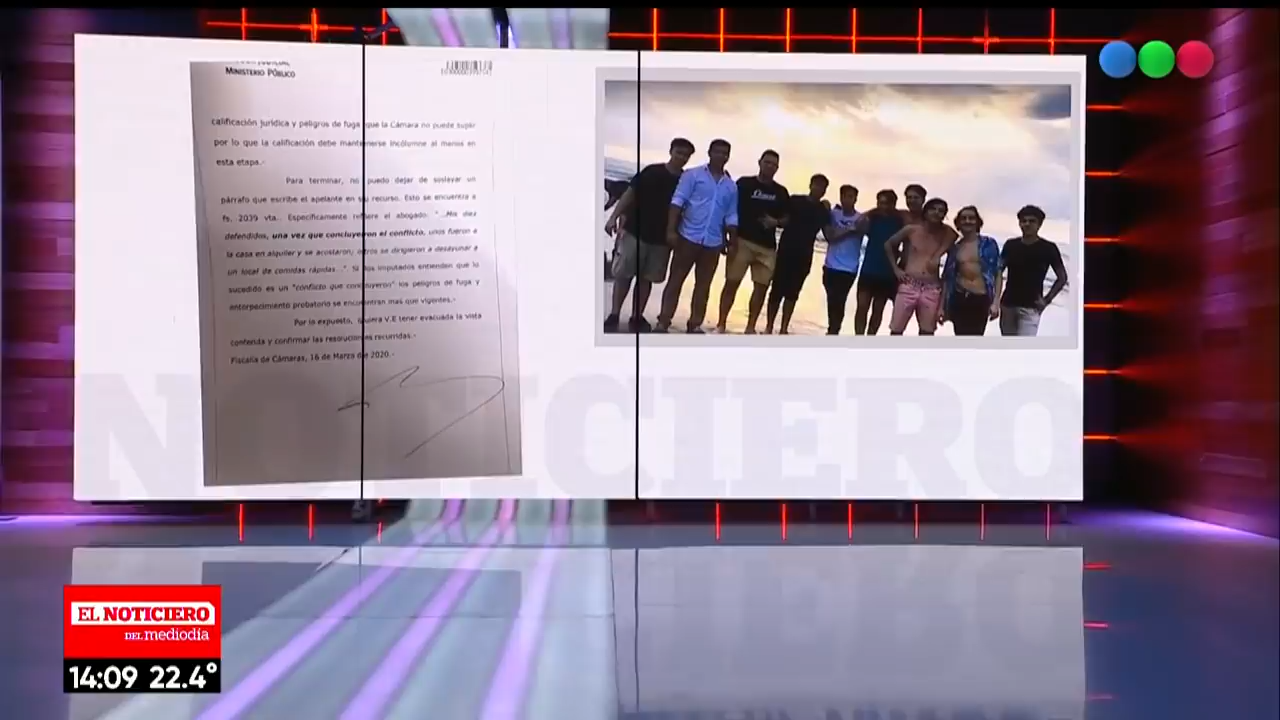 MINISTERIO PÚBLICO
calificación jurídica y peligros de fuga que la Cámara no puede suplir
por lo que la calificación debe mantenerse incólume al menos en
esta etapa.-
Para terminar, no puedo dejar de soslayar un
párrafo que escribe el apelante en su recurso. Esto se encuentra a
fs. 2039 vta.. Específicamente refiere el abogado: "...Mis diez
defendidos, una vez que concluyeron el conflicto, unos fueron a
la casa en alquiler y se acostaron; otros se dirigieron a desayunar a
un local de comidas rápidas..." Si los imputados entienden que lo
sucedido es un "conflicto que concluyeron" los peligros de fuga y
entorpecimiento probatorio se encuentran mas que vigentes.-
Por lo expuesto, quiera V.E tener evacuada la vista
conferida y confirmar las resoluciones recurridas.-
Fiscalía de Cámaras, 16 de Marzo de 2020.-
NOTICIERO
EL NOTICIERO
DEL mediodía
14:09 22.4°